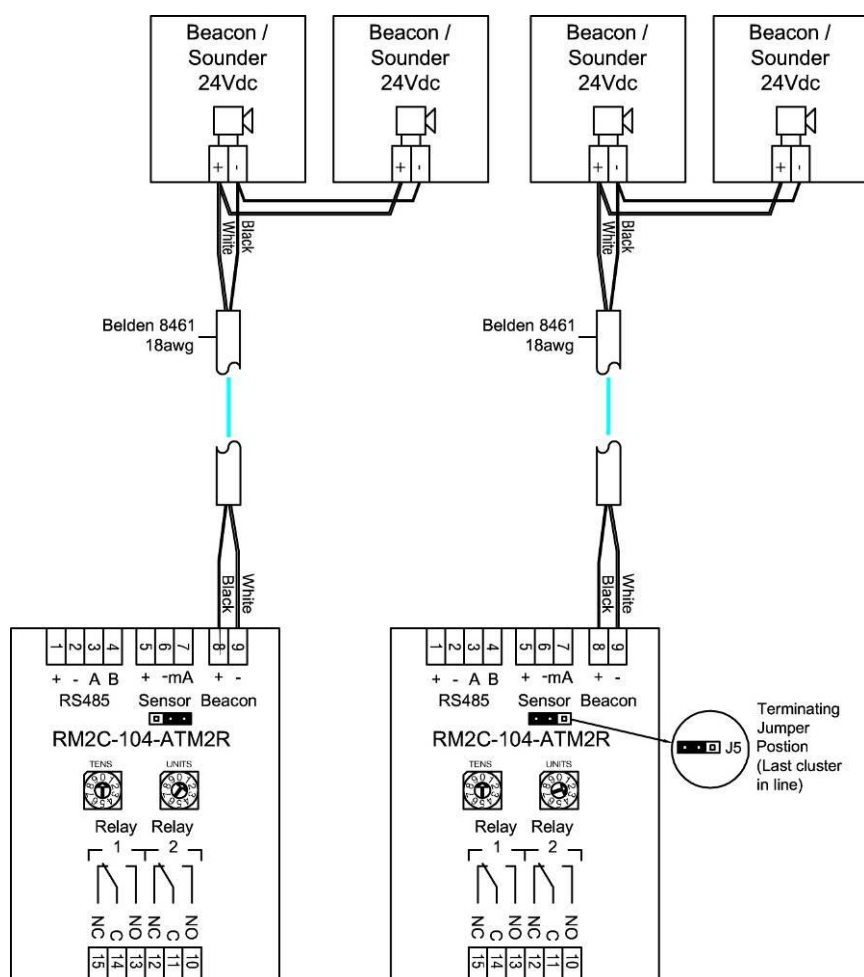 Beacon /
Sounder
24Vdc
+ -
Beacon /
Sounder
24Vdc
+ -
Beacon /
Sounder
24Vdc
+ -
Beacon /
Sounder
24Vdc
+ -
White
Black
White
Black
Belden 8461
18awg
Belden 8461
18awg
Black
White
Black
White
1 2 3 4 5 6 7 8 9
+ - A B + -mA + -
RS485 Sensor Beacon
RM2C-104-ATM2R
TENS UNITS
Relay Relay
1 2
NC C NO NC C NO
15 14 13 12 11 10
1 2 3 4 5 6 7 8 9
+ - A B + -mA + -
RS485 Sensor Beacon
RM2C-104-ATM2R
TENS UNITS
Relay Relay
1 2
NC C NO NC C NO
15 14 13 12 11 10
J5
Terminating
Jumper
Postion
(Last cluster
in line)